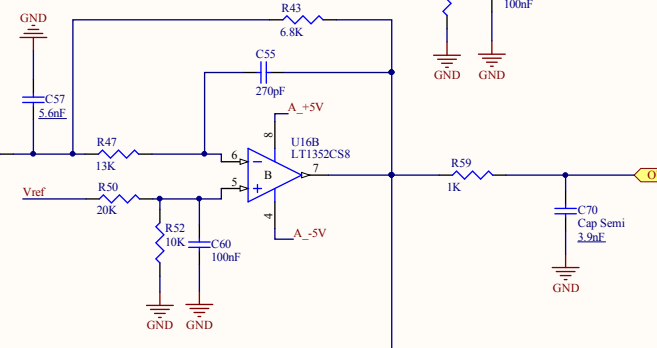 R43
6.8K
100nF
GND
GND
GND
C55
270pF
C57
5.6nF
A_+5V
8
U16B
LT1352CS8
R47
13K
6
7
B
5
R59
1K
O
Vref
R50
20K
4
A_-5V
R52
10K
C60
100nF
C70
Cap Semi
3.9nF
GND
GND
GND